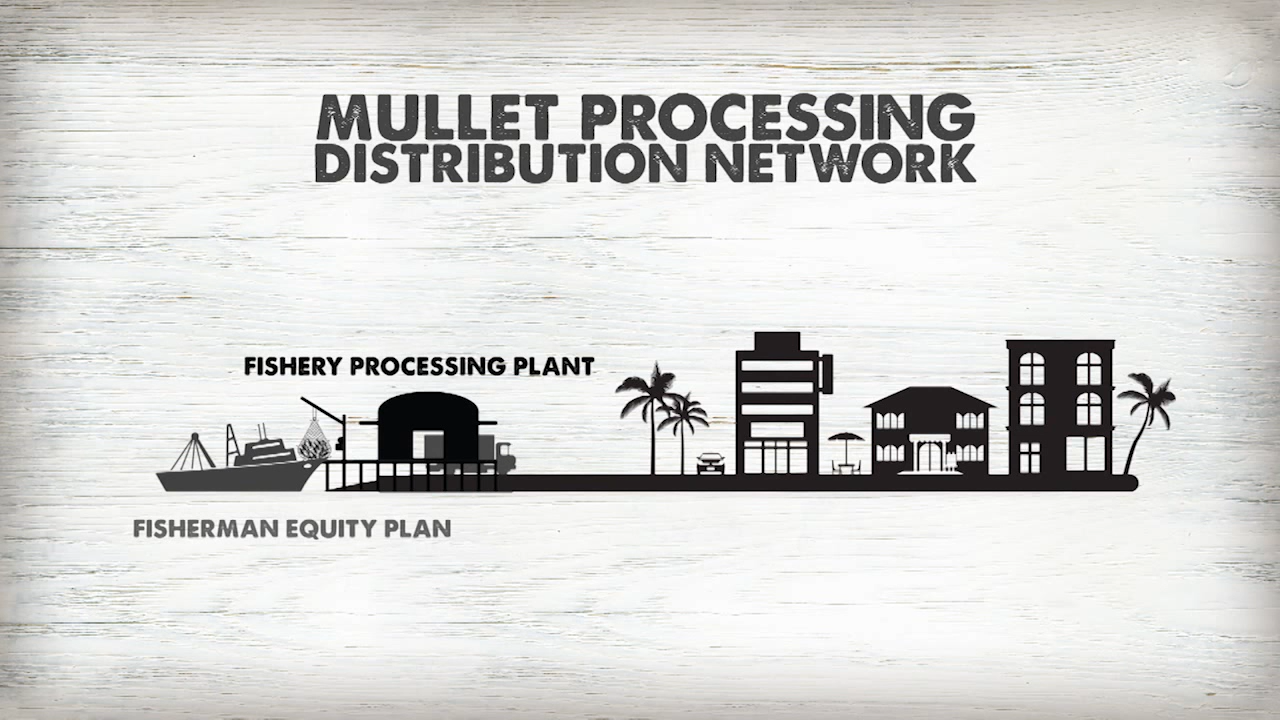 MULLET PROCESSING
DISTRIBUTION NETWORK
FISHERY PROCESSING PLANT
FISHERMAN EQUITY PLAN